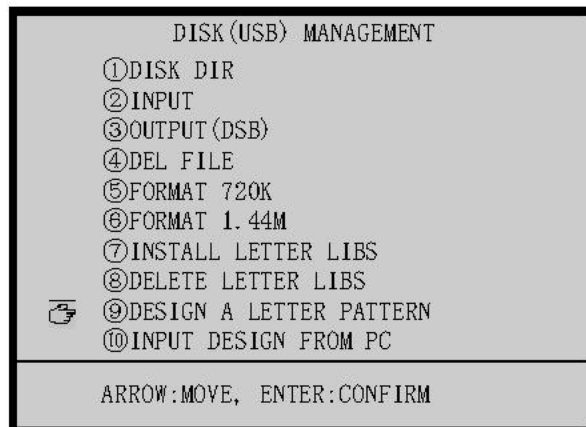 DISK(USB) MANAGEMENT
①DISK DIR
②INPUT
③OUTPUT(DSB)
④DEL FILE
⑤FORMAT 720K
⑥FORMAT 1.44M
⑦INSTALL LETTER LIBS
⑧DELETE LETTER LIBS
⑨DESIGN A LETTER PATTERN
⑩INPUT DESIGN FROM PC
ARROW:MOVE, ENTER:CONFIRM